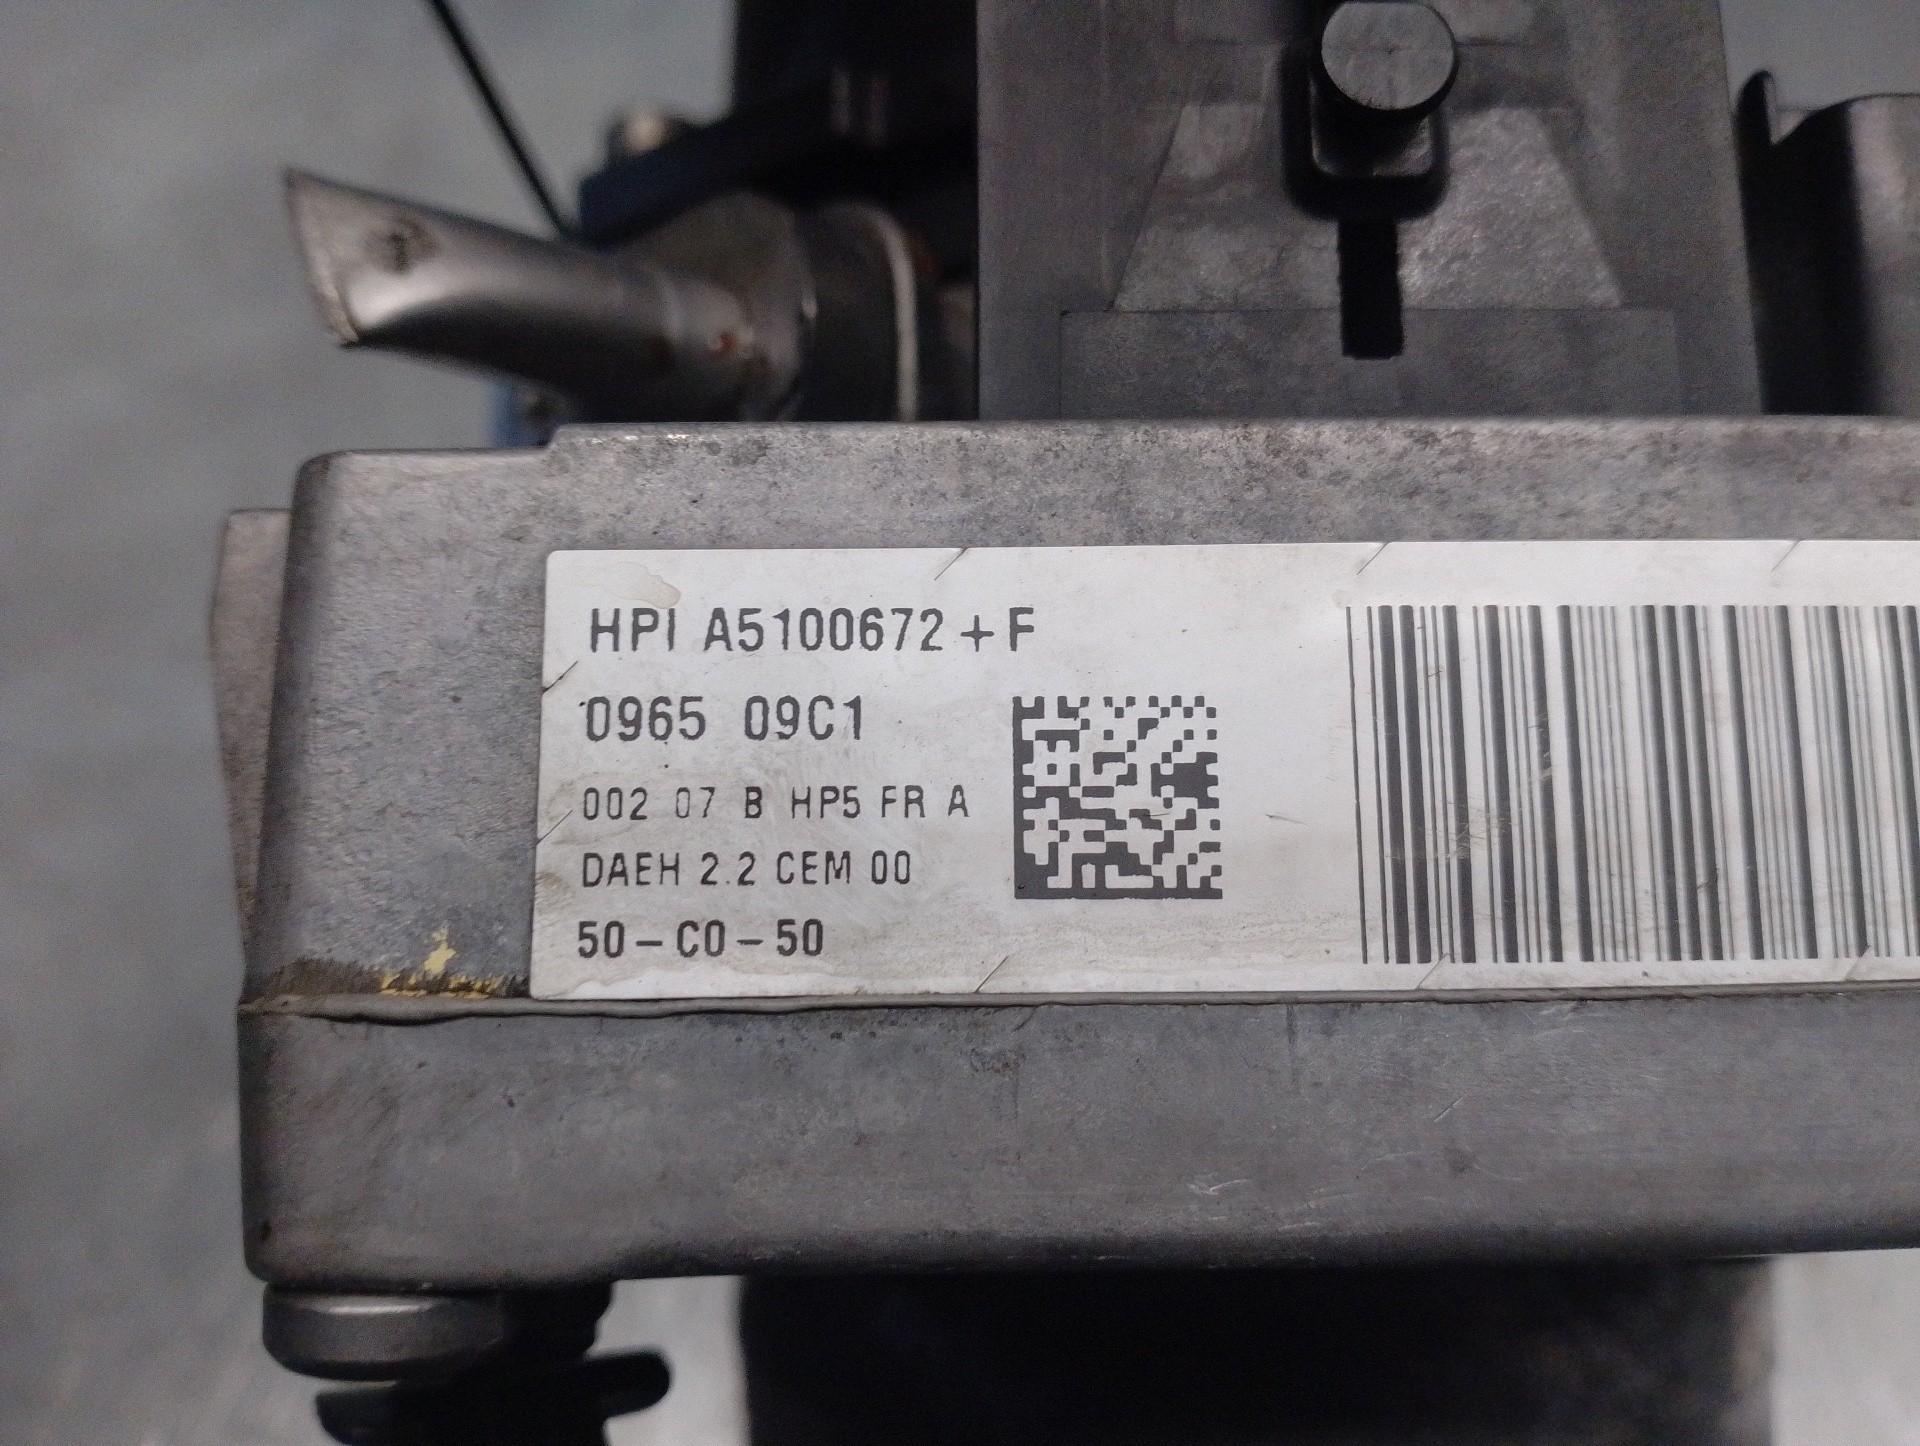 HPI A5100672+F
0965 09C1
002 07 B HP5 FR A
DAEH 2.2 CEM 00
50-C0-50